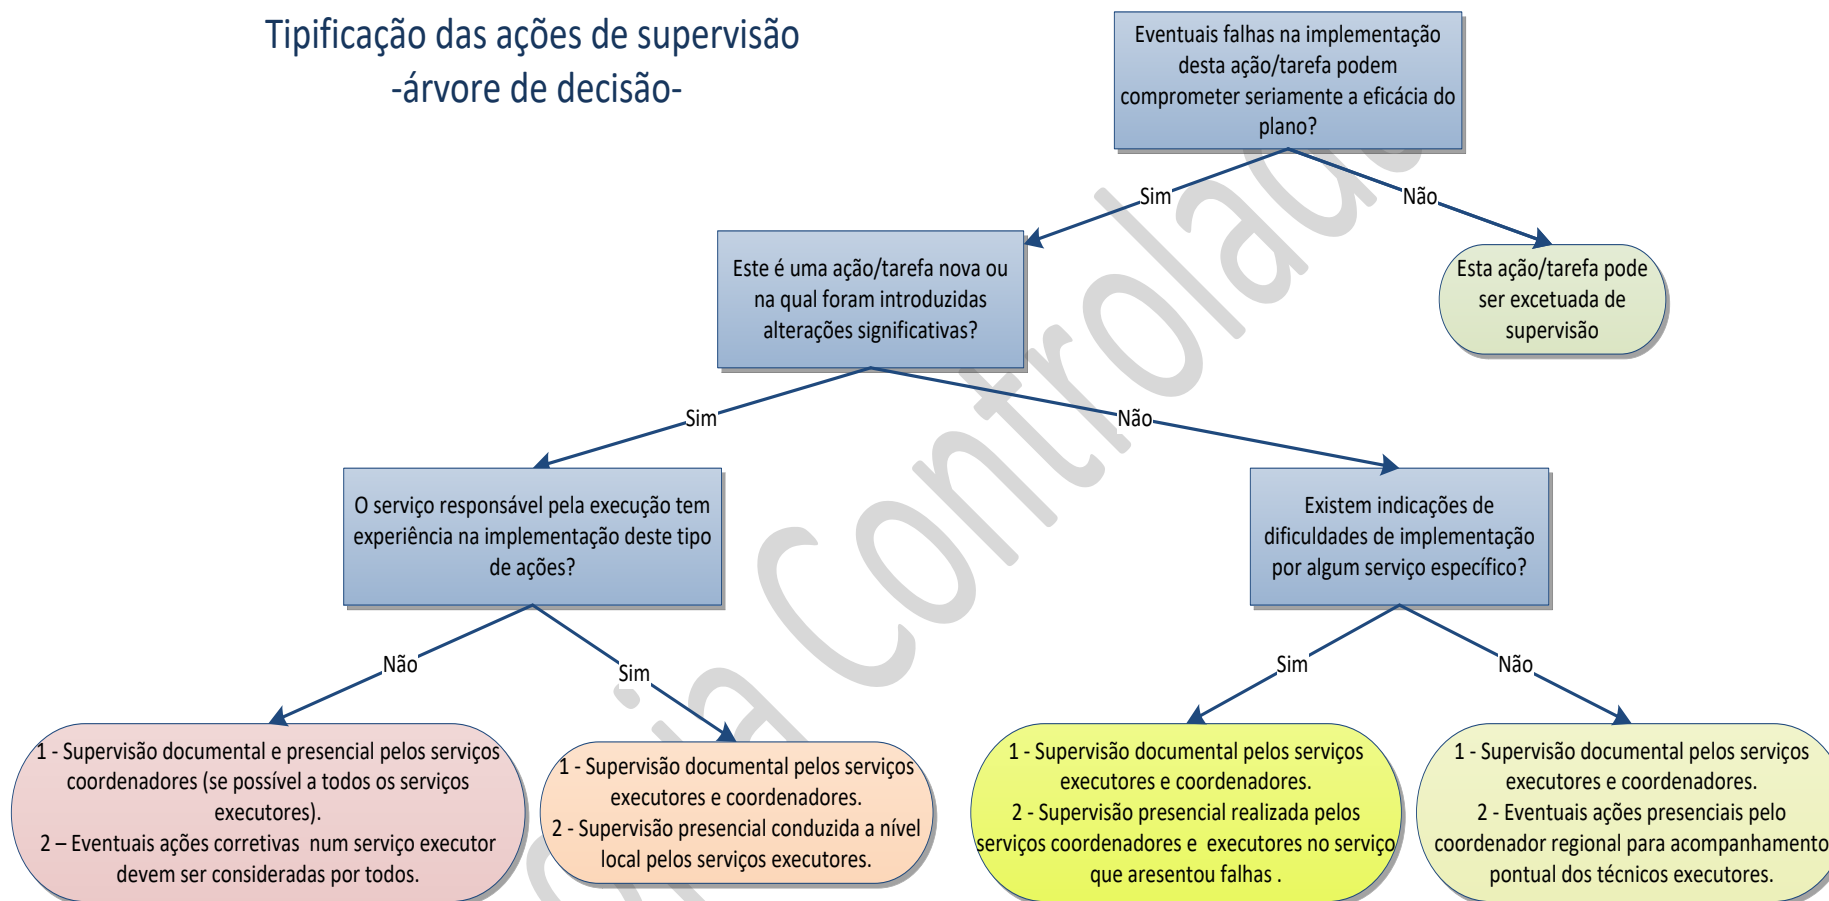 Tipificação das ações de supervisão
-árvore de decisão-
Eventuais falhas na implementação
desta ação/tarefa podem
comprometer seriamente a eficácia do
plano?
Sim
Não
Este é uma ação/tarefa nova ou
na qual foram introduzidas
alterações significativas?
Esta ação/tarefa pode
ser excetuada de
supervisão
Sim
Não
O serviço responsável pela execução tem
experiência na implementação deste tipo
de ações?
Existem indicações de
dificuldades de implementação
por algum serviço específico?
Não
Sim
Sim
Não
1 - Supervisão documental e presencial pelos serviços
coordenadores (se possível a todos os serviços
executores).
2 – Eventuais ações corretivas  num serviço executor
devem ser consideradas por todos.
1 - Supervisão documental pelos serviços
executores e coordenadores.
2 - Supervisão presencial conduzida a nível
local pelos serviços executores.
1 - Supervisão documental pelos serviços
executores e coordenadores.
2 - Supervisão presencial realizada pelos
serviços coordenadores e  executores no serviço
que aresentou falhas .
1 - Supervisão documental pelos serviços
executores e coordenadores.
2 - Eventuais ações presenciais pelo
coordenador regional para acompanhamento
pontual dos técnicos executores.